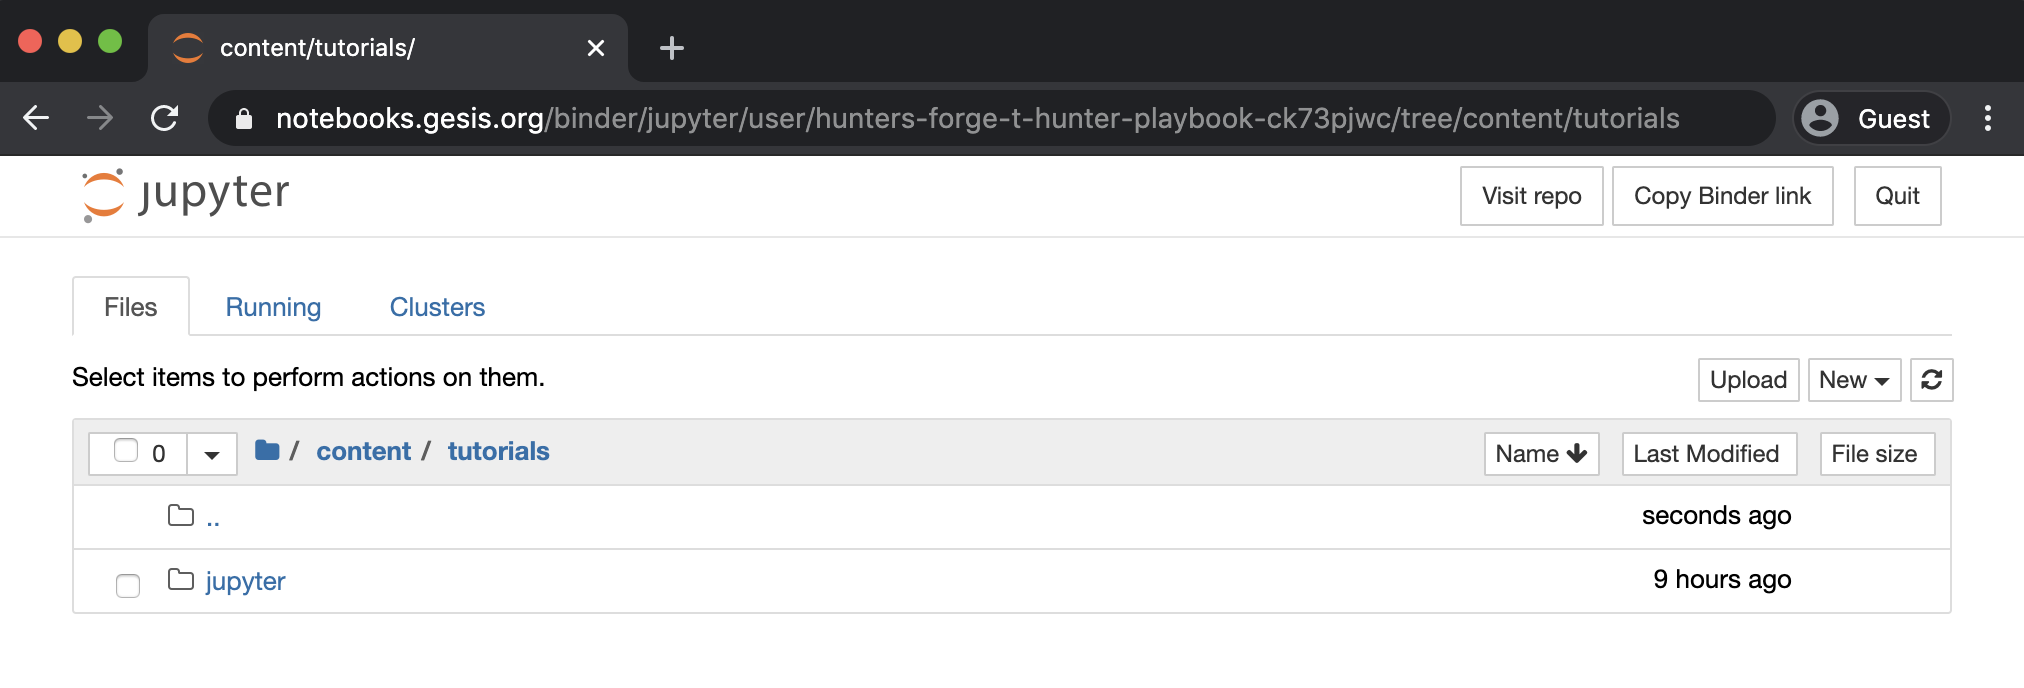 content/tutorials/
notebooks.gesis.org/binder/jupyter/user/hunters-forge-t-hunter-playbook-ck73pjwc/tree/content/tutorials
Guest
jupyter
Visit repo
Copy Binder link
Quit
Files
Running
Clusters
Select items to perform actions on them.
Upload
New
0
/ content / tutorials
Name
Last Modified
File size
..
seconds ago
jupyter
9 hours ago